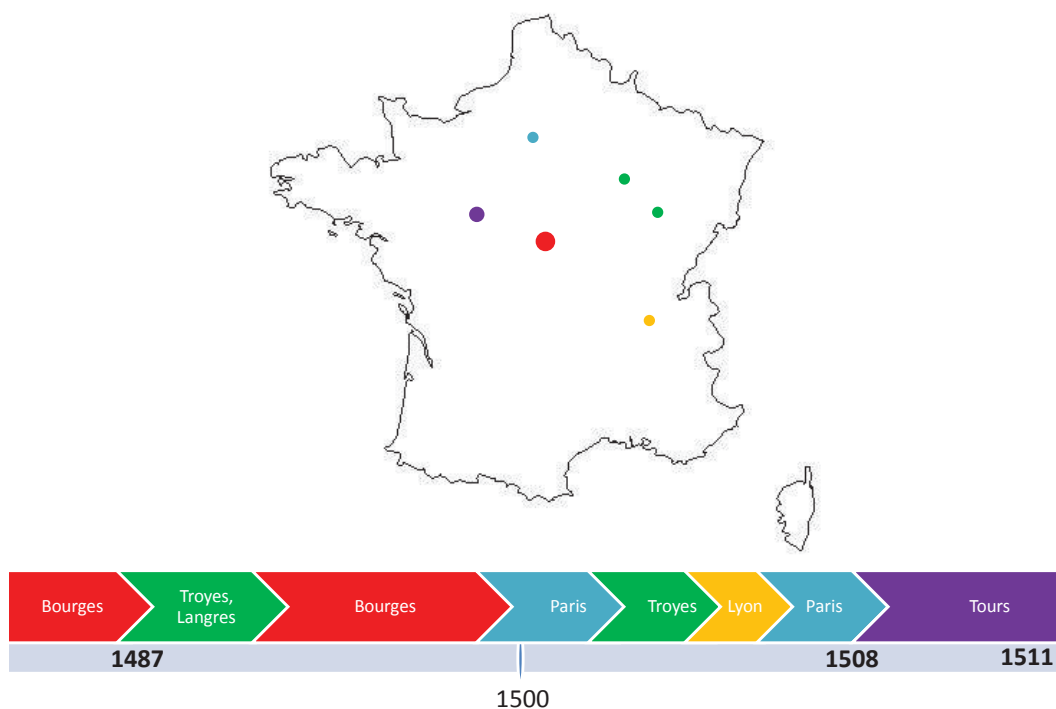 Bourges
Troyes,
Langres
Bourges
Paris
Troyes
Lyon
Paris
Tours
1487
1508
1511
1500